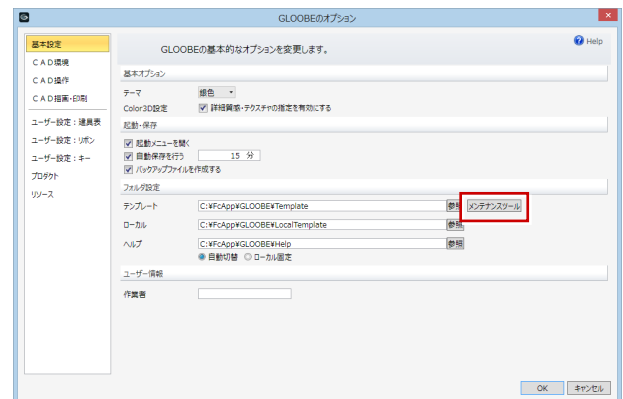 GLOOBEのオプション
基本設定
CAD環境
CAD操作
CAD描画・印刷
ユーザー設定：建具表
ユーザー設定：リボン
ユーザー設定：キー
プロダクト
リソース
GLOOBEの基本的なオプションを変更します。
Help
基本オプション
テーマ 銀色
Color3D設定 詳細質感・テクスチャの指定を有効にする
起動・保存
起動メニューを開く
自動保存を行う 15 分
バックアップファイルを作成する
フォルダ設定
テンプレート C:¥FcApp¥GLOOBE¥Template 参照 メンテナンスツール
ローカル C:¥FcApp¥GLOOBE¥LocalTemplate 参照
ヘルプ C:¥FcApp¥GLOOBE¥Help 参照
自動切替 ローカル固定
ユーザー情報
作業者
OK キャンセル